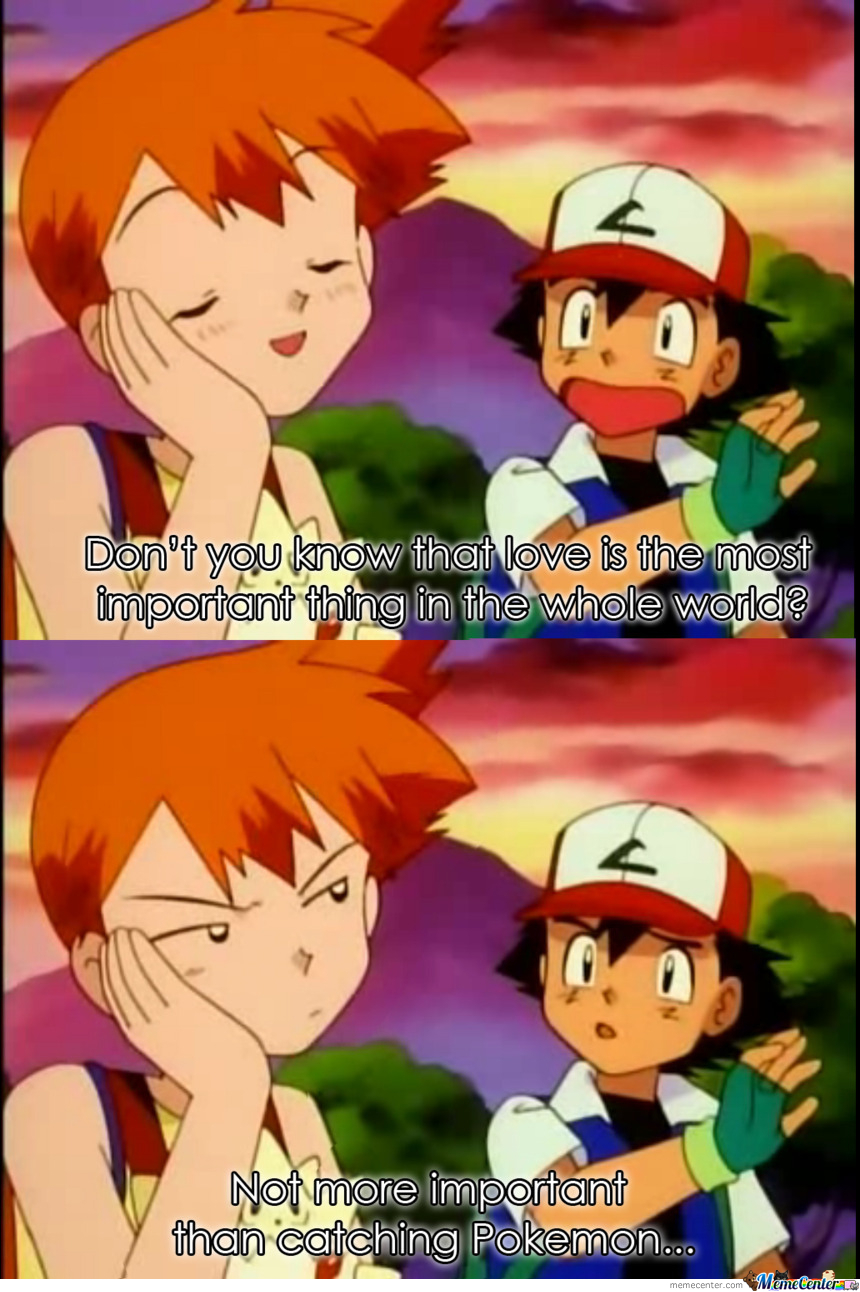 Don't you know that love is the most
important thing in the whole world?
Not more important
than catching Pokemon...
memecenter.com MemeCenter